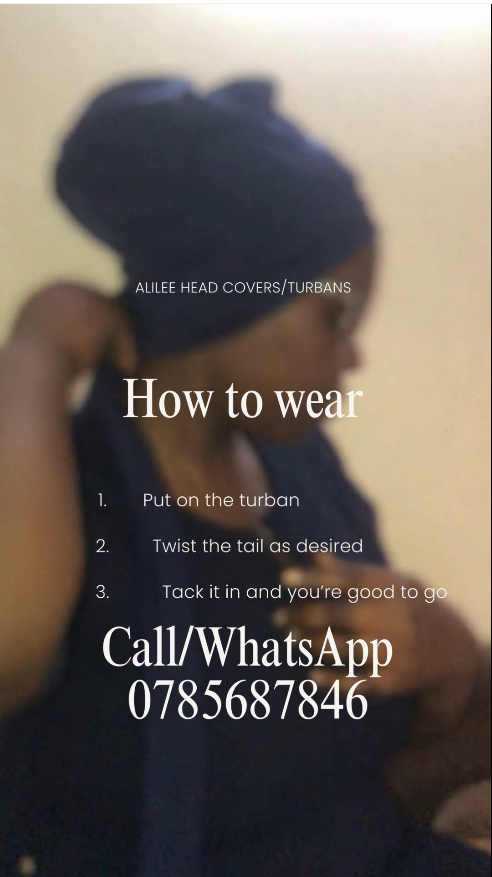 ALILEE HEAD COVERS/TURBANS
How to wear
1. Put on the turban
2. Twist the tail as desired
3. Tack it in and you're good to go
Call/WhatsApp
0785687846